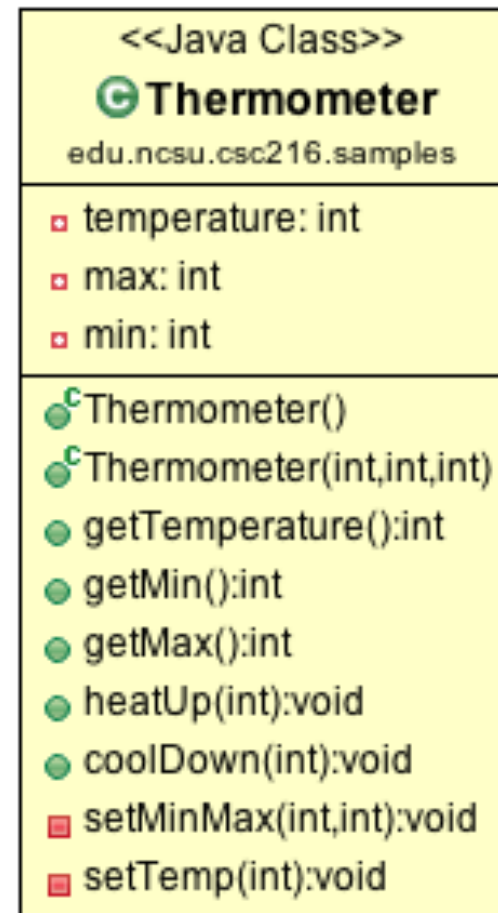 <<Java Class>>
C Thermometer
edu.ncsu.csc216.samples
temperature: int
max: int
min: int
C Thermometer()
C Thermometer(int,int,int)
getTemperature():int
getMin():int
getMax():int
heatUp(int):void
coolDown(int):void
setMinMax(int,int):void
setTemp(int):void